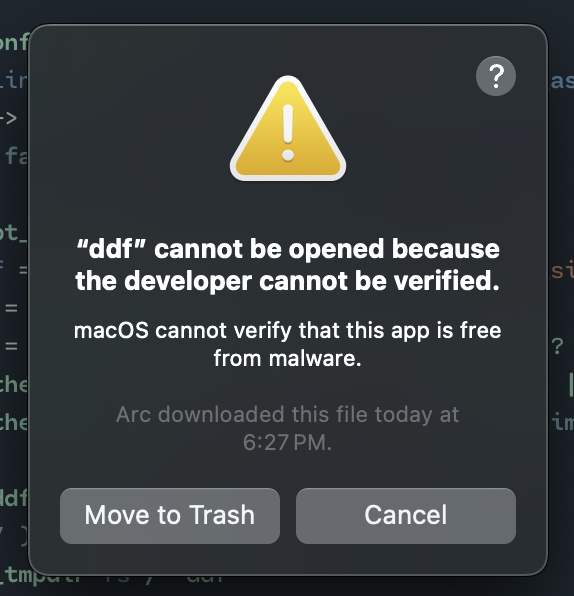 ?
“ddf” cannot be opened because
the developer cannot be verified.
macOS cannot verify that this app is free
from malware.
Arc downloaded this file today at
6:27 PM.
Move to Trash
Cancel